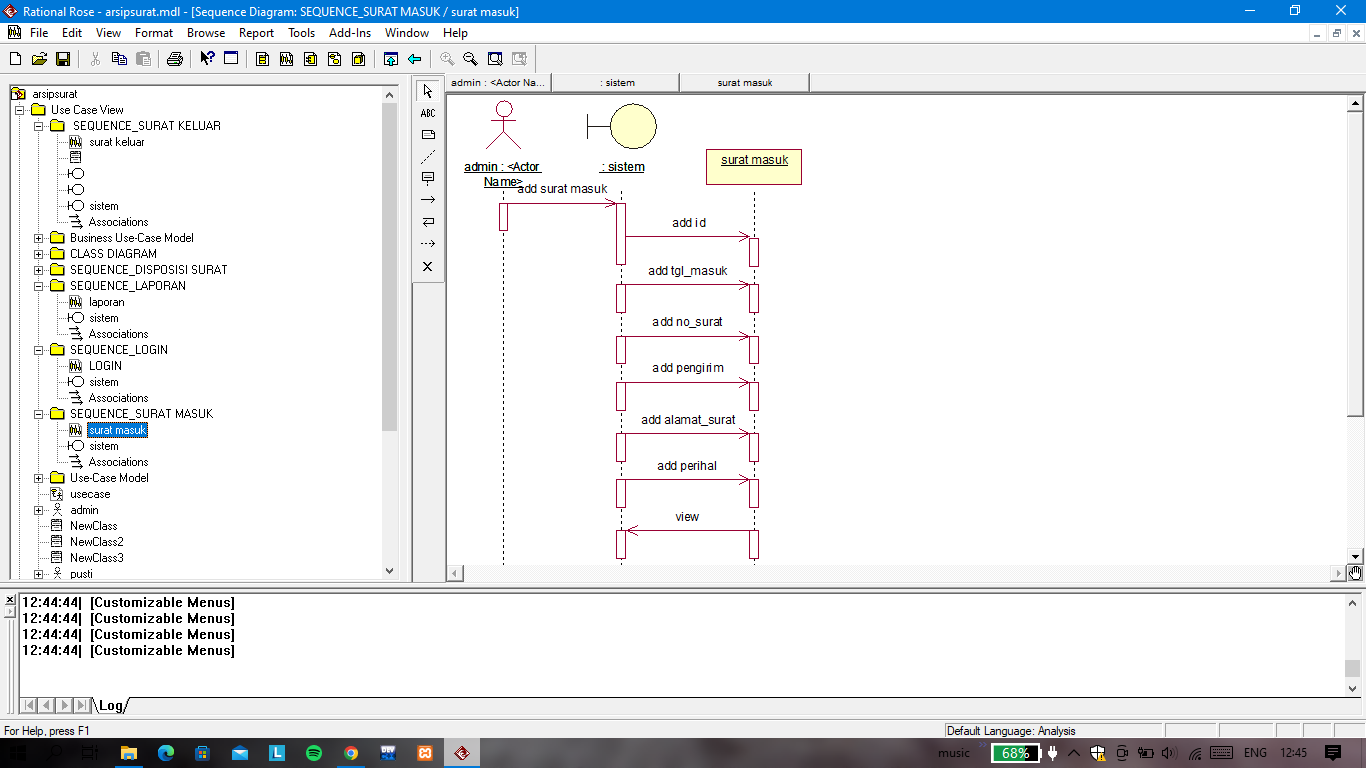 Rational Rose - arsipsurat.mdl - [Sequence Diagram: SEQUENCE_SURAT MASUK / surat masuk]
File Edit View Format Browse Report Tools Add-Ins Window Help
admin : <Actor Na... : sistem surat masuk
arsipsurat
Use Case View
SEQUENCE_SURAT KELUAR
surat keluar
sistem
Associations
Business Use-Case Model
CLASS DIAGRAM
SEQUENCE_DISPOSISI SURAT
SEQUENCE_LAPORAN
laporan
sistem
Associations
SEQUENCE_LOGIN
LOGIN
sistem
Associations
SEQUENCE_SURAT MASUK
surat masuk
sistem
Associations
Use-Case Model
usecase
admin
NewClass
NewClass2
NewClass3
pusti
ABC
admin : <Actor
Name>
: sistem
surat masuk
add surat masuk
add id
add tgl_masuk
add no_surat
add pengirim
add alamat_surat
add perihal
view
12:44:44| [Customizable Menus]
12:44:44| [Customizable Menus]
12:44:44| [Customizable Menus]
12:44:44| [Customizable Menus]
Log
For Help, press F1
Default Language: Analysis
music
68%
ENG
12:45